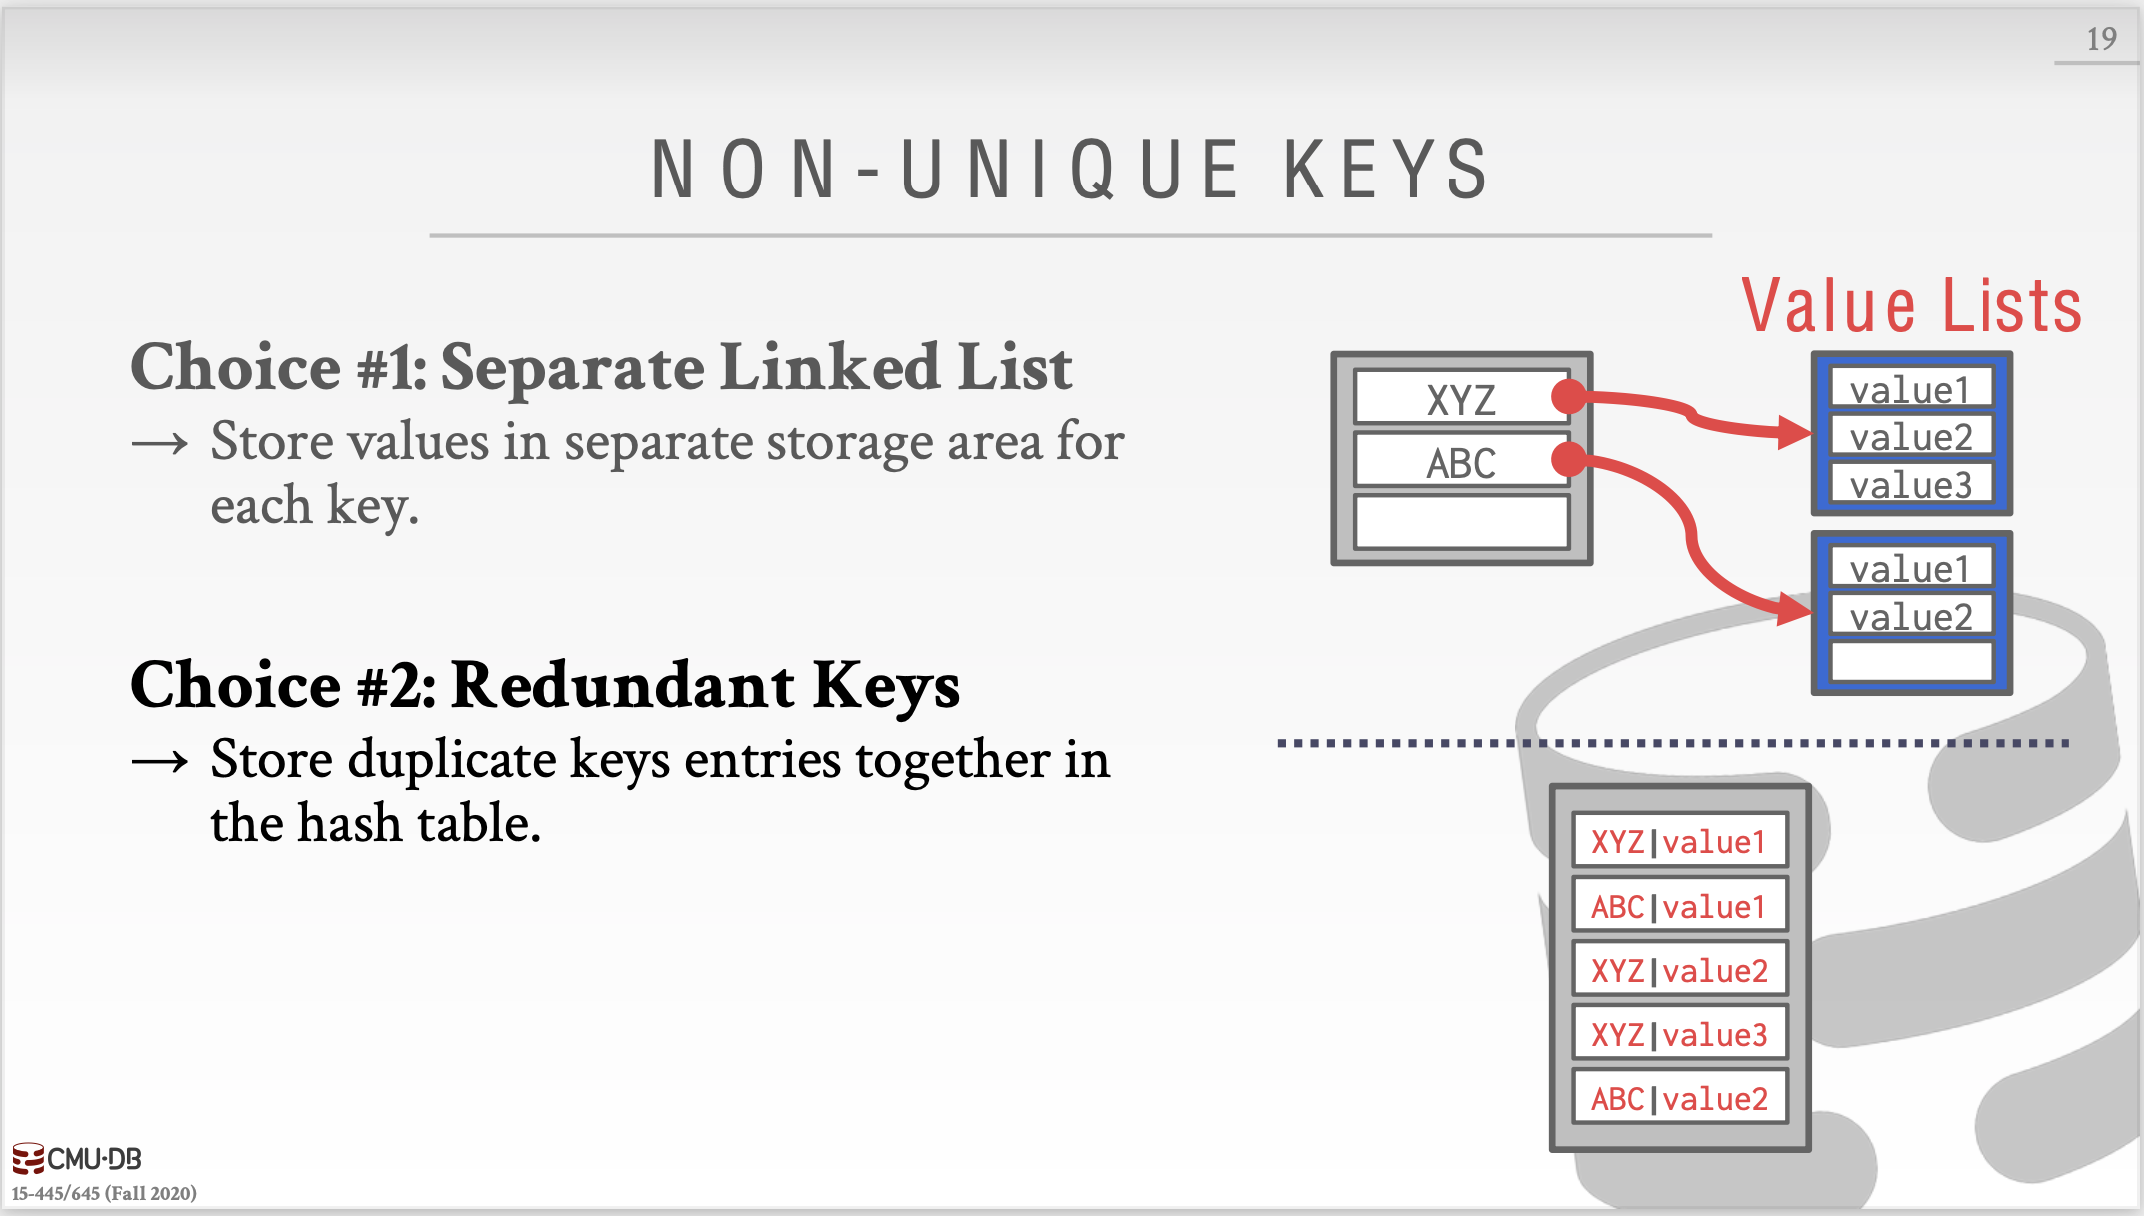 19
NON-UNIQUE KEYS
Choice #1: Separate Linked List
→ Store values in separate storage area for
each key.
Choice #2: Redundant Keys
→ Store duplicate keys entries together in
the hash table.
Value Lists
XYZ
ABC
value1
value2
value3
value1
value2
XYZ|value1
ABC|value1
XYZ|value2
XYZ|value3
ABC|value2
CMU·DB
15-445/645 (Fall 2020)